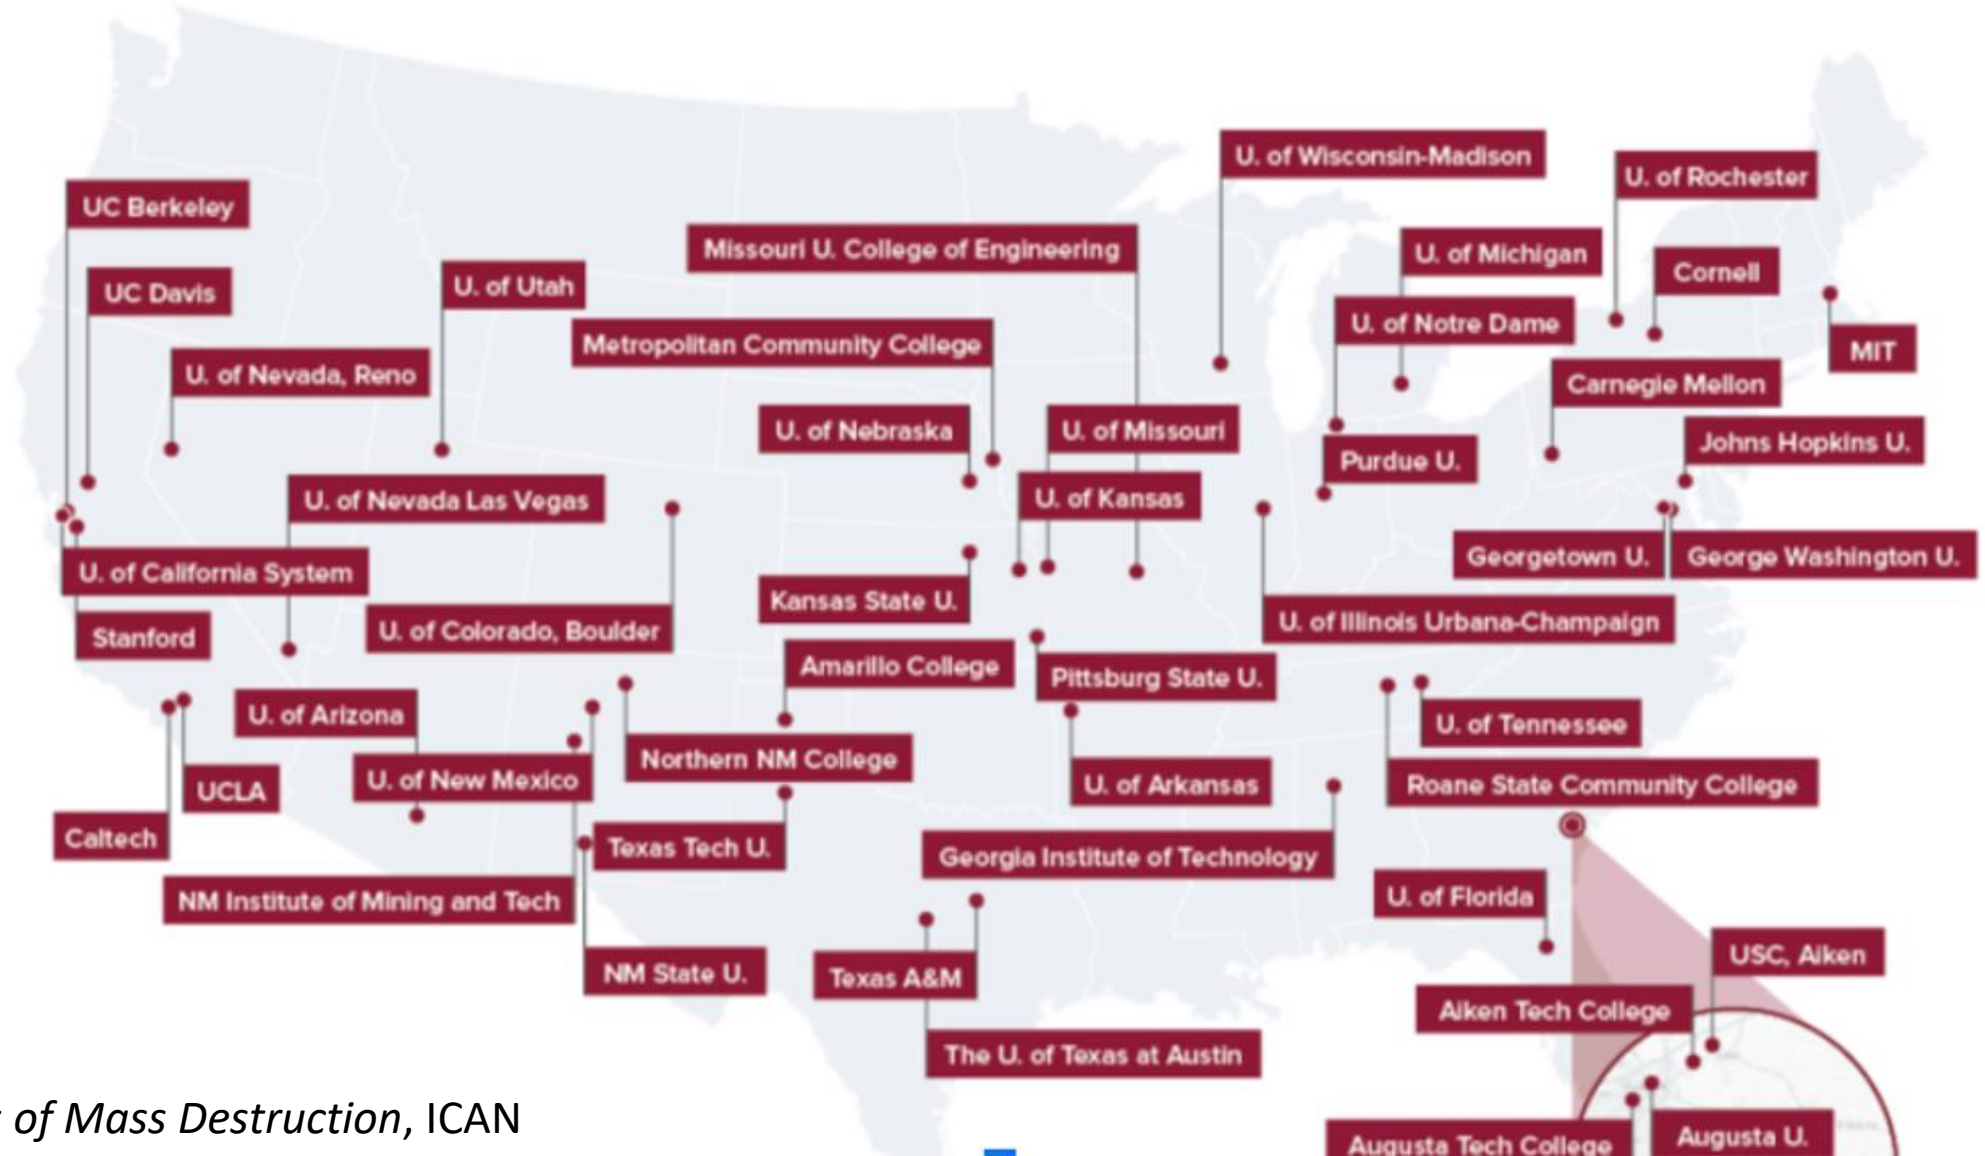 U. of Wisconsin-Madison
U. of Rochester
UC Berkeley
Missouri U. College of Engineering
U. of Michigan
Cornell
UC Davis
U. of Utah
U. of Notre Dame
Metropolitan Community College
MIT
U. of Nevada, Reno
Carnegie Mellon
U. of Nebraska
U. of Missouri
Johns Hopkins U.
Purdue U.
U. of Nevada Las Vegas
U. of Kansas
Georgetown U.
George Washington U.
U. of California System
Kansas State U.
U. of Illinois Urbana-Champaign
Stanford
U. of Colorado, Boulder
Amarillo College
Pittsburg State U.
U. of Arizona
U. of Tennessee
Northern NM College
U. of New Mexico
UCLA
U. of Arkansas
Roane State Community College
Caltech
Texas Tech U.
Georgia Institute of Technology
NM Institute of Mining and Tech
U. of Florida
USC, Aiken
NM State U.
Texas A&M
Aiken Tech College
The U. of Texas at Austin
of Mass Destruction, ICAN
Augusta Tech College
Augusta U.